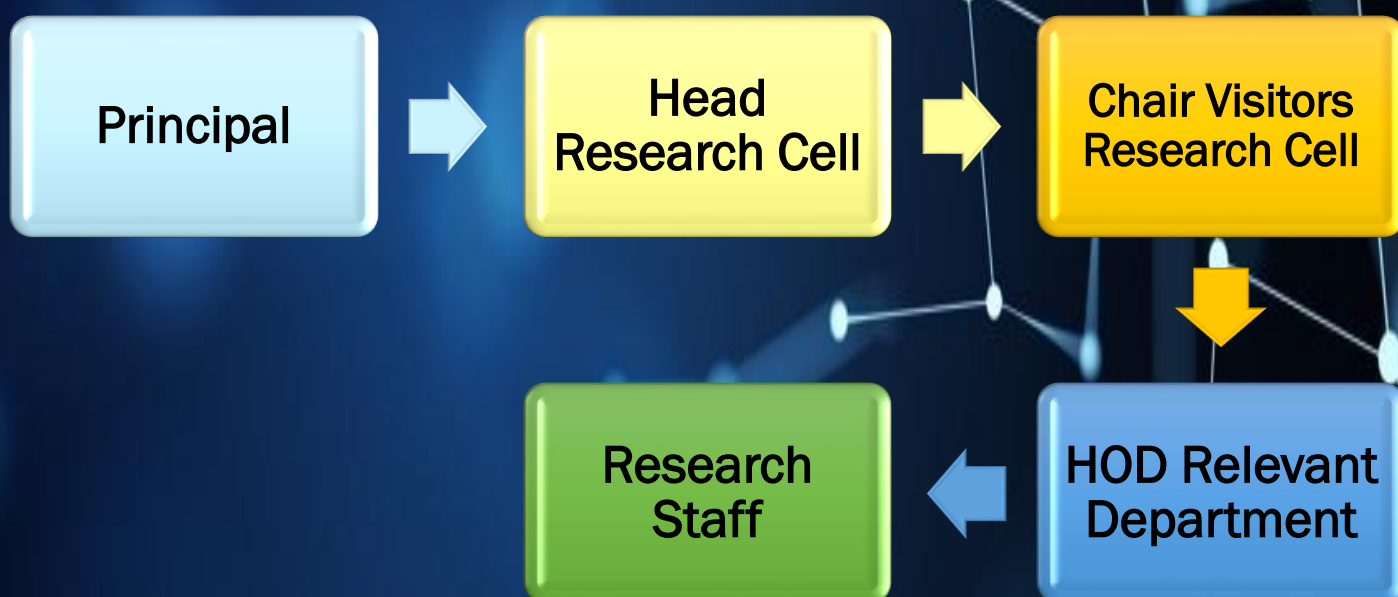 Principal
Head
Research Cell
Chair Visitors
Research Cell
HOD Relevant
Department
Research
Staff